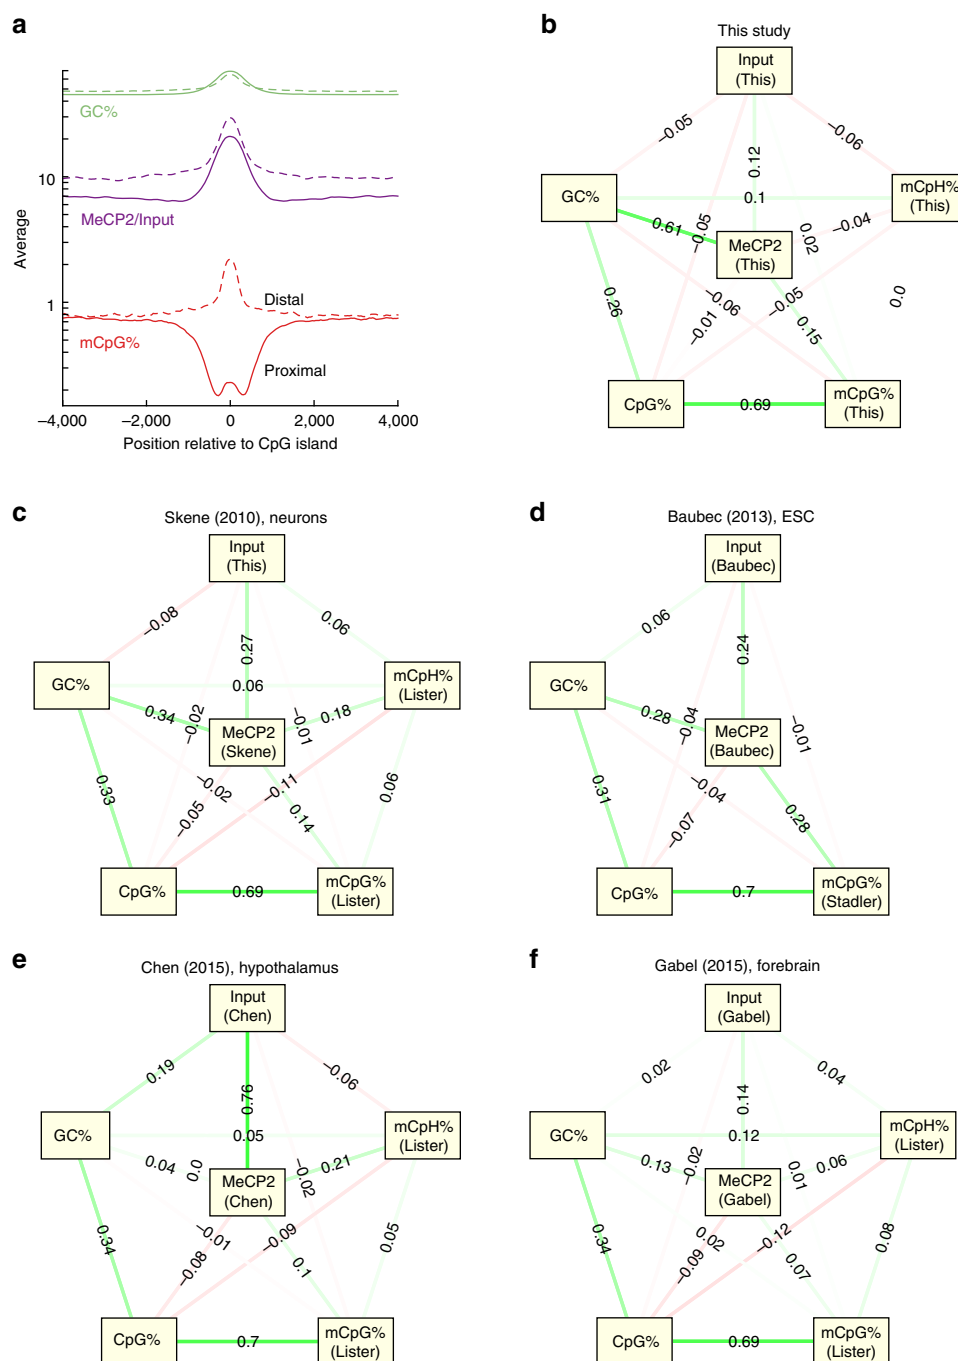 a
GC%
10
MeCP2/Input
Average
1
Distal
mCpG%
Proximal
−4,000
−2,000
0
2,000
4,000
Position relative to CpG island
b
This study
Input
(This)
−0.05
−0.06
0.12
GC%
0.1
mCpH%
(This)
0.61
−0.05
MeCP2
(This)
0.02
−0.04
0.26
−0.06
−0.01
−0.05
0.15
0.0
CpG%
0.69
mCpG%
(This)
c
Skene (2010), neurons
Input
(This)
−0.08
0.27
0.06
GC%
0.06
mCpH%
(Lister)
0.34
−0.02
MeCP2
(Skene)
−0.01
0.18
0.33
−0.02
−0.05
−0.11
0.14
0.06
CpG%
0.69
mCpG%
(Lister)
d
Baubec (2013), ESC
Input
(Baubec)
0.06
0.24
GC%
0.28
−0.04
MeCP2
(Baubec)
−0.01
0.31
−0.04
−0.07
0.28
CpG%
0.7
mCpG%
(Stadler)
e
Chen (2015), hypothalamus
Input
(Chen)
0.19
0.76
−0.06
GC%
0.05
mCpH%
(Lister)
0.04
0.0
MeCP2
(Chen)
−0.02
0.21
0.34
−0.01
−0.08
−0.09
0.1
0.05
CpG%
0.7
mCpG%
(Lister)
f
Gabel (2015), forebrain
Input
(Gabel)
0.02
0.14
0.04
GC%
0.12
mCpH%
(Lister)
0.13
−0.02
MeCP2
(Gabel)
0.01
0.06
0.34
0.02
−0.09
−0.12
0.07
0.08
CpG%
0.69
mCpG%
(Lister)